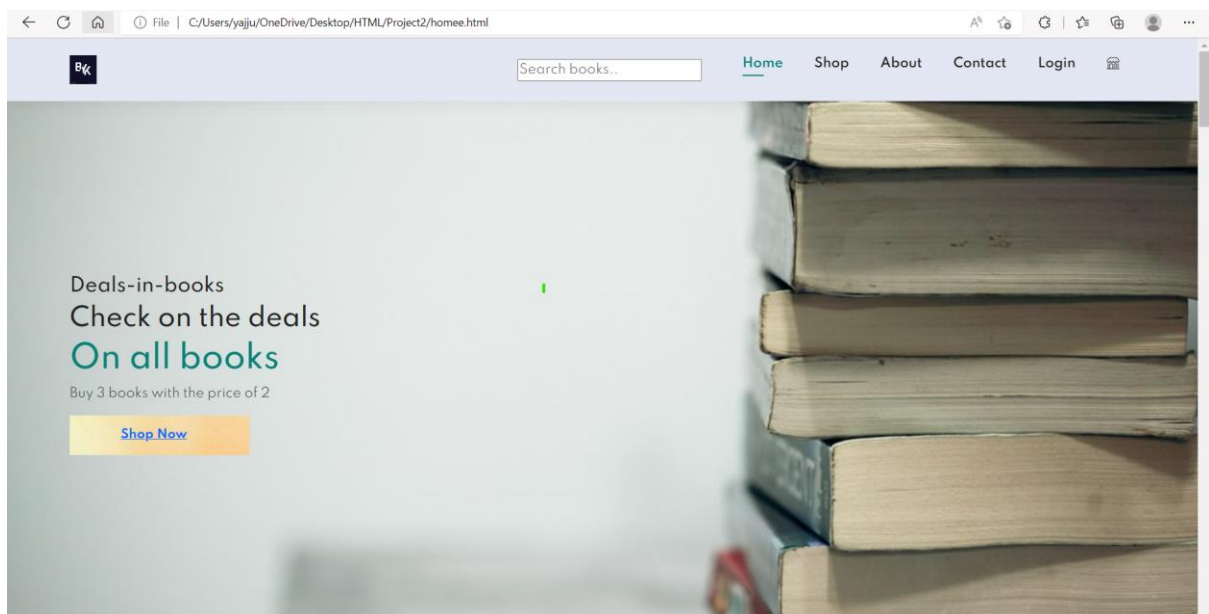 File | C:/Users/yajju/OneDrive/Desktop/HTML/Project2/homee.html
BK
Search books..
Home Shop About Contact Login
Deals-in-books
Check on the deals
On all books
Buy 3 books with the price of 2
Shop Now